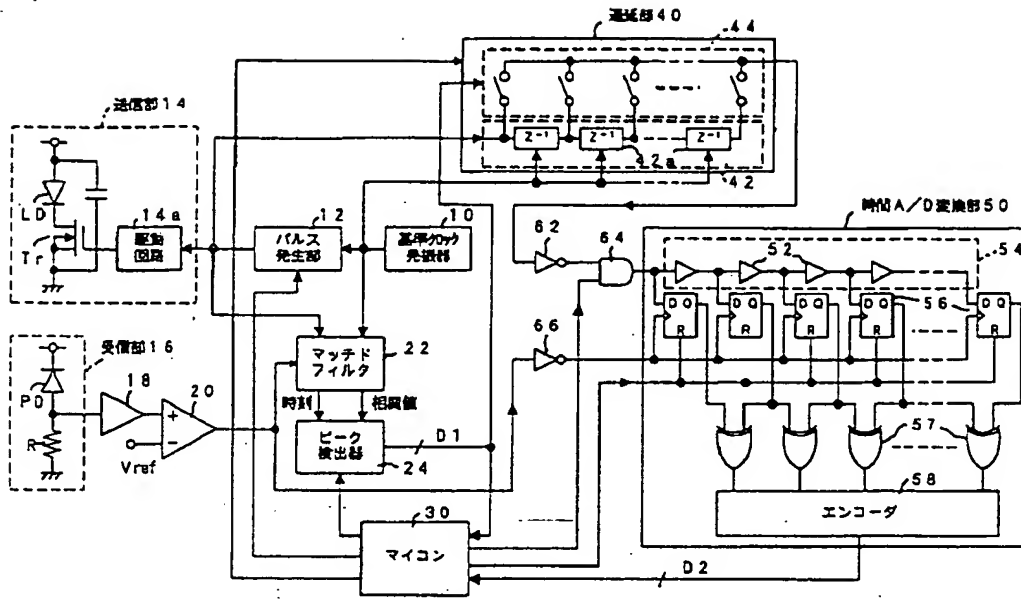 遅延部40
44
Z⁻¹ Z⁻¹ Z⁻¹
42a
42
送信部14
LD
Tr
14a
駆動
回路
12
パルス
発生部
10
基準クロック
発振部
時間A/D変換部50
62
64
52
54
D Q
R
D Q
R
D Q
R
D Q
R
D Q
R
56
66
受信部16
PD
R
18
20
+
−
Vref
マッチド
フィルタ
22
時刻
相関値
ピーク
検出器
24
D1
57
58
エンコーダ
30
マイコン
D2